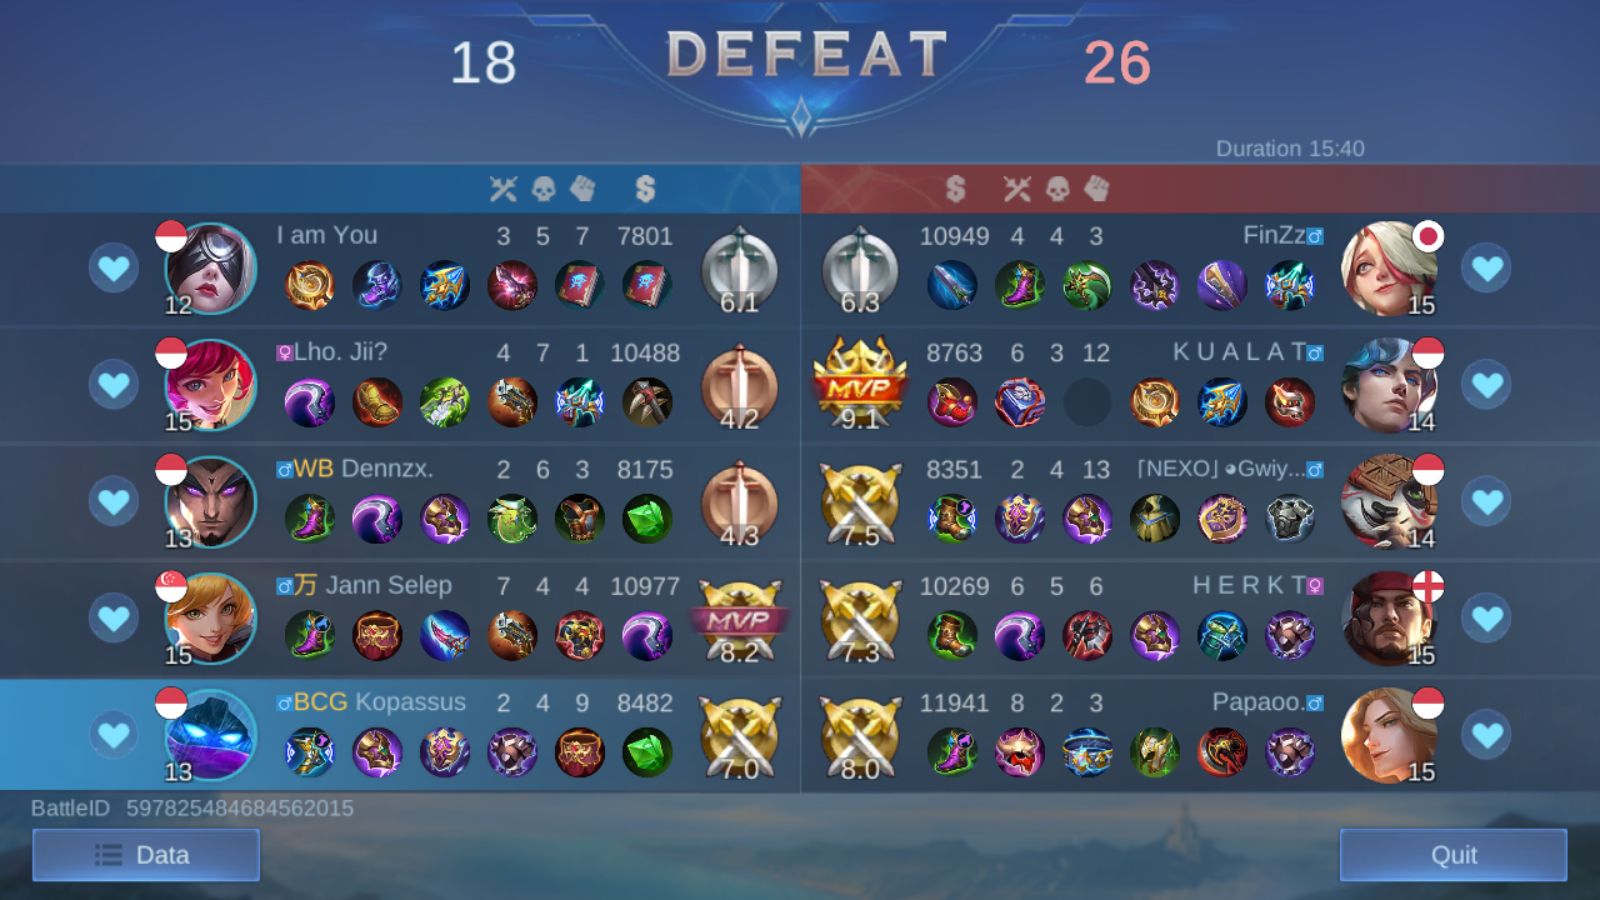 18 DEFEAT 26
Duration 15:40
I am You 3 5 7 7801 6.1 12
6.3 10949 4 4 3 FinZz 15
Lho. Jii? 4 7 1 10488 4.2 15
MVP 9.1 8763 6 3 12 K U A L A T 14
WB Dennzx. 2 6 3 8175 4.3 13
7.5 8351 2 4 13 「NEXO」◕Gwiy... 14
万 Jann Selep 7 4 4 10977 MVP 8.2 15
7.3 10269 6 5 6 H E R K T 15
BCG Kopassus 2 4 9 8482 7.0 13
8.0 11941 8 2 3 Papaoo. 15
BattleID 597825484684562015
Data
Quit